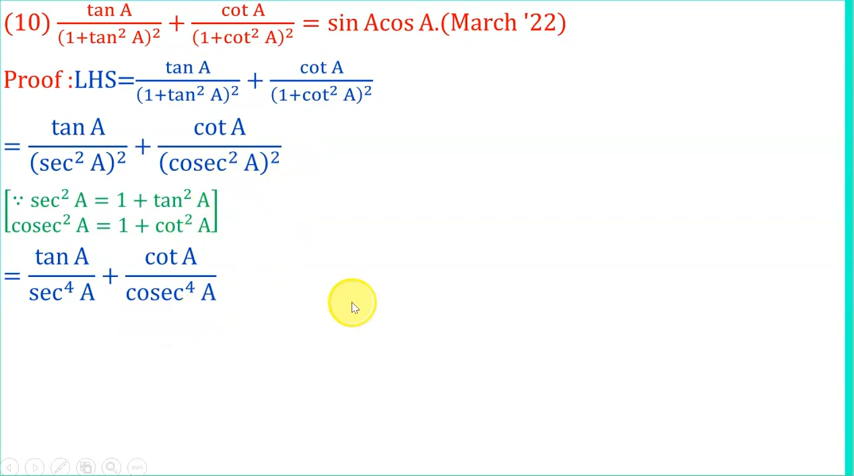 (10) tan A/(1+tan² A)² + cot A/(1+cot² A)² = sin Acos A.(March '22)
Proof :LHS= tan A/(1+tan² A)² + cot A/(1+cot² A)²
= tan A/(sec² A)² + cot A/(cosec² A)²
[∵ sec² A = 1 + tan² A
cosec² A = 1 + cot² A]
= tan A/sec⁴ A + cot A/cosec⁴ A